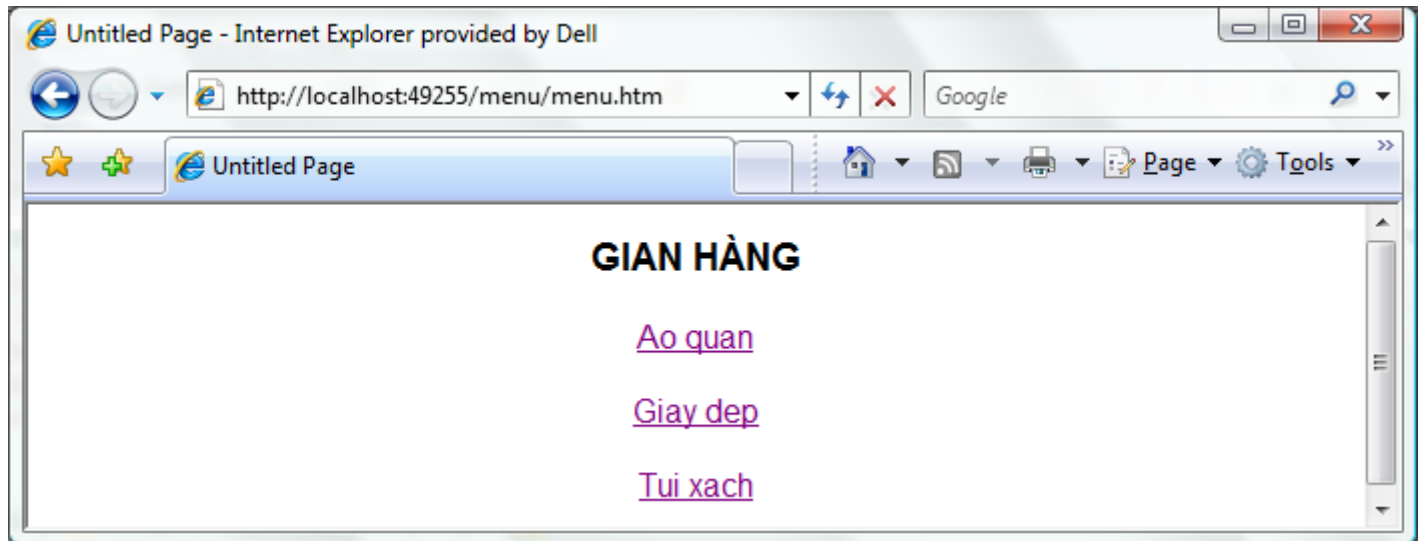 Untitled Page - Internet Explorer provided by Dell
http://localhost:49255/menu/menu.htm Google
Untitled Page Page Tools
GIAN HÀNG
Ao quan
Giay dep
Tui xach